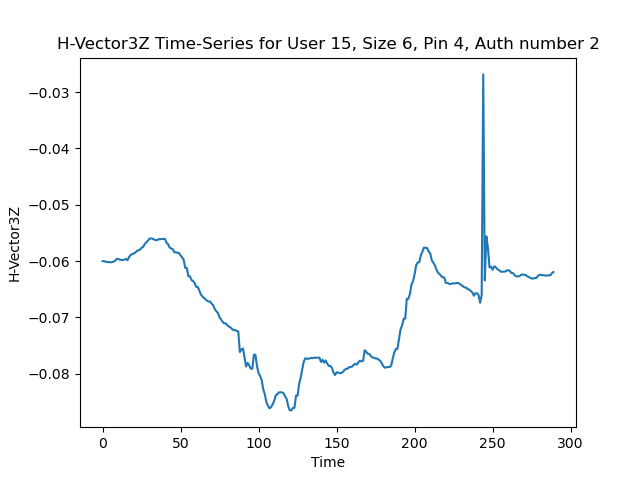 H-Vector3Z Time-Series for User 15, Size 6, Pin 4, Auth number 2
H-Vector3Z
−0.03
−0.04
−0.05
−0.06
−0.07
−0.08
0 50 100 150 200 250 300
Time